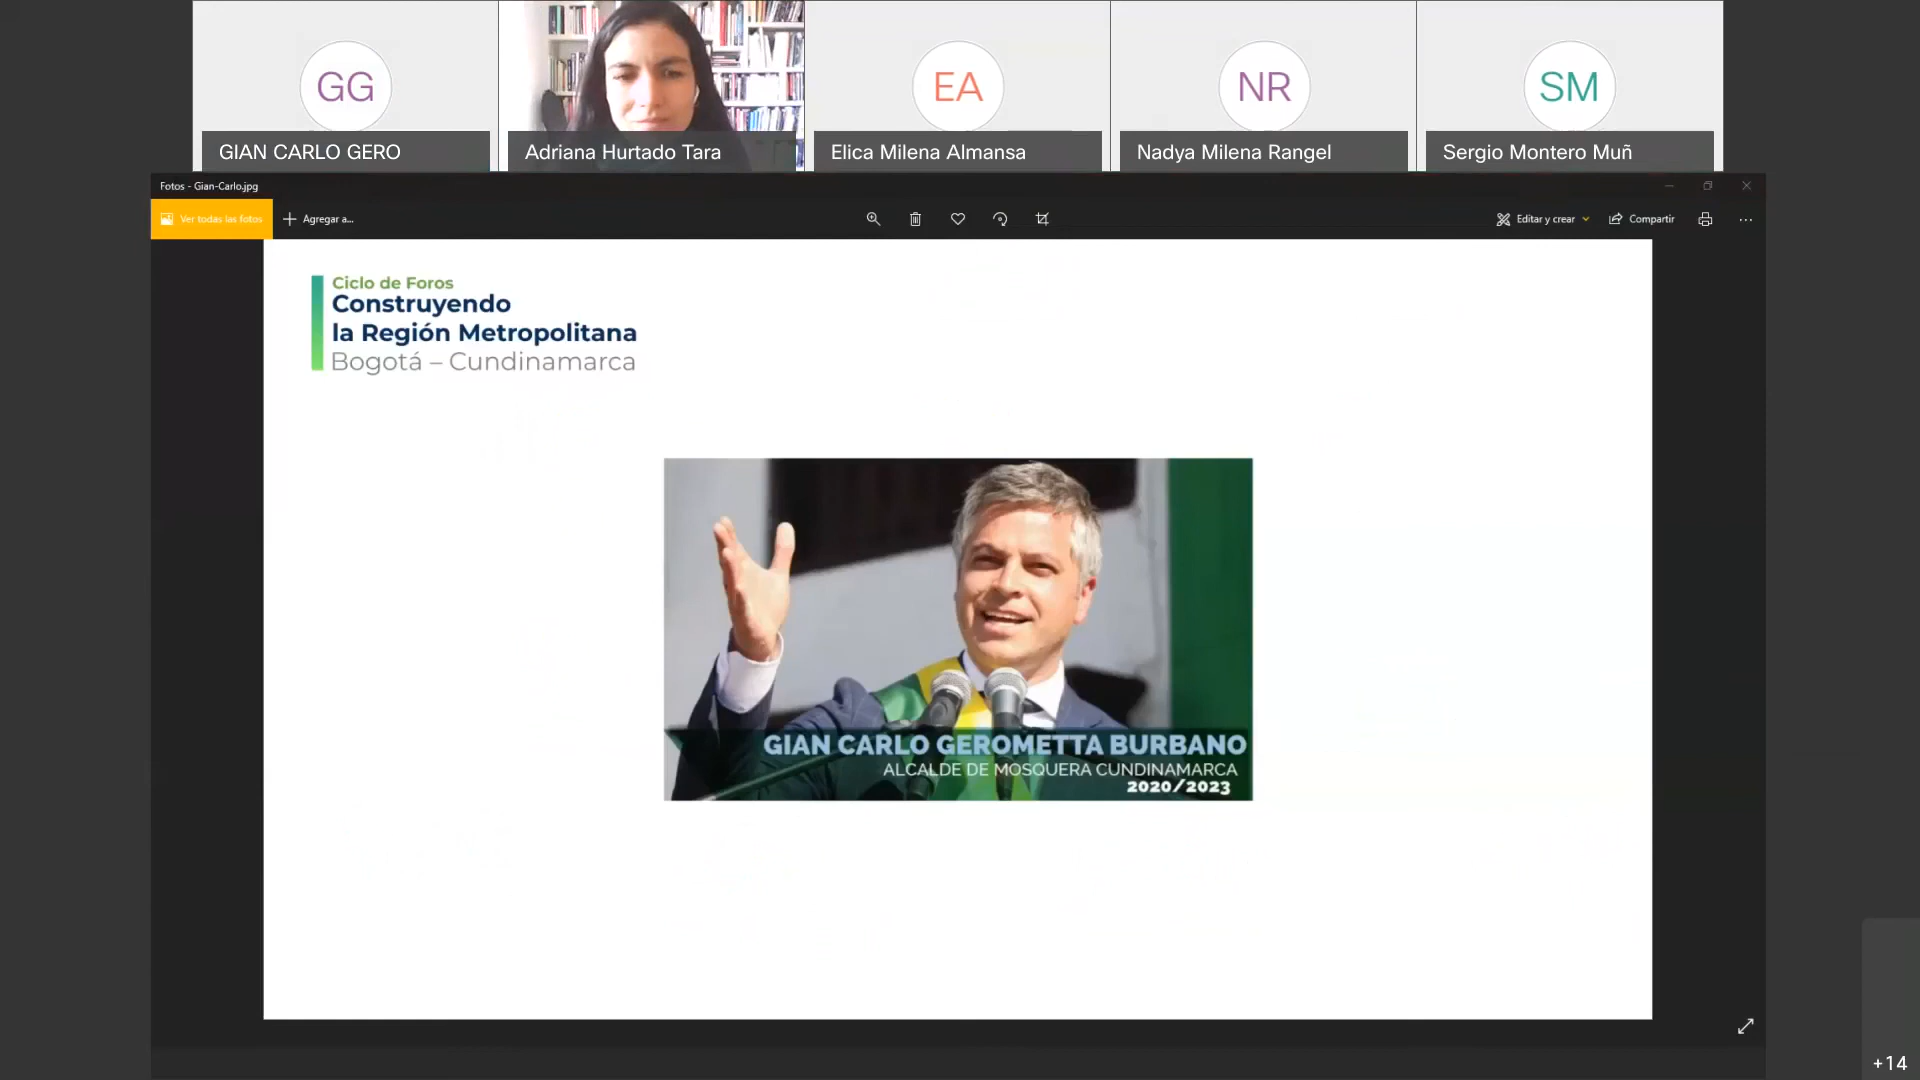 GG
EA
NR
SM
GIAN CARLO GERO
Adriana Hurtado Tara
Elica Milena Almansa
Nadya Milena Rangel
Sergio Montero Muñ
Fotos - Gian-Carlo.jpg
Ver todas las fotos
Agregar a...
Editar y crear
Compartir
Ciclo de Foros
Construyendo
la Región Metropolitana
Bogotá – Cundinamarca
GIAN CARLO GEROMETTA BURBANO
ALCALDE DE MOSQUERA CUNDINAMARCA
2020/2023
+14